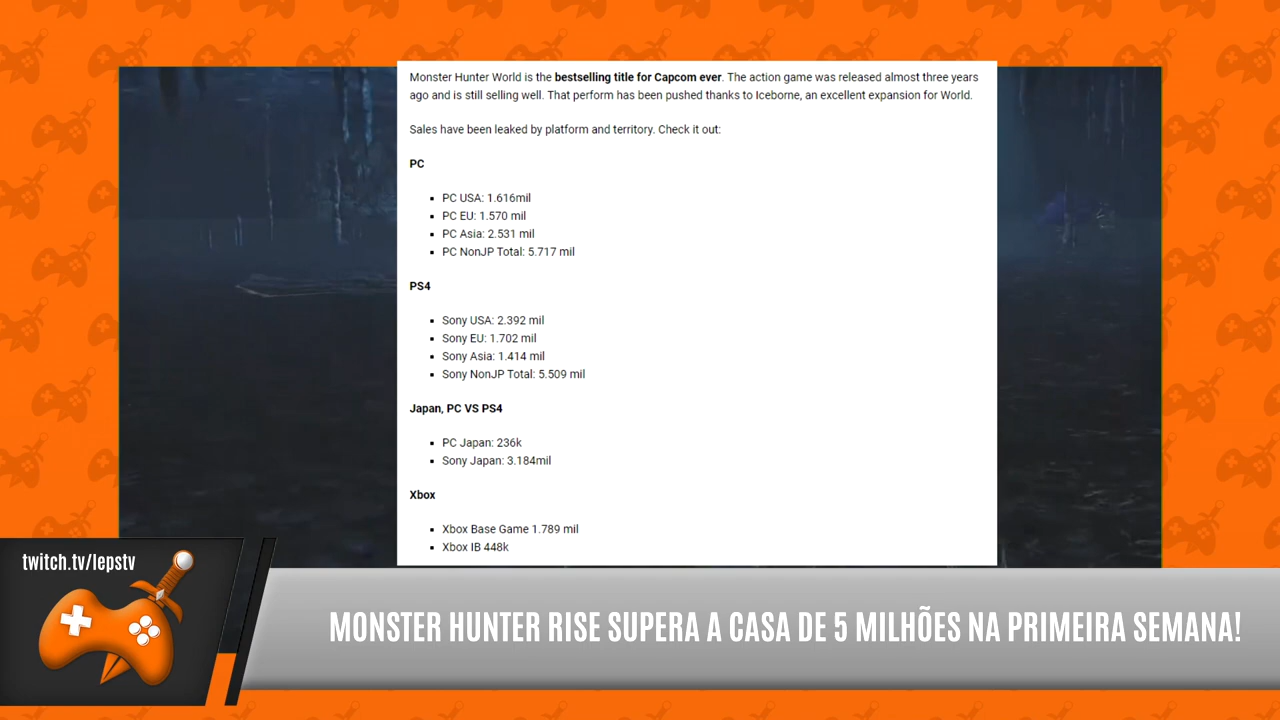 Monster Hunter World is the bestselling title for Capcom ever. The action game was released almost three years
ago and is still selling well. That perform has been pushed thanks to Iceborne, an excellent expansion for World.
Sales have been leaked by platform and territory. Check it out:
PC
▪ PC USA: 1.616mil
▪ PC EU: 1.570 mil
▪ PC Asia: 2.531 mil
▪ PC NonJP Total: 5.717 mil
PS4
▪ Sony USA: 2.392 mil
▪ Sony EU: 1.702 mil
▪ Sony Asia: 1.414 mil
▪ Sony NonJP Total: 5.509 mil
Japan, PC VS PS4
▪ PC Japan: 236k
▪ Sony Japan: 3.184mil
Xbox
▪ Xbox Base Game 1.789 mil
▪ Xbox IB 448k
twitch.tv/lepstv
MONSTER HUNTER RISE SUPERA A CASA DE 5 MILHÕES NA PRIMEIRA SEMANA!